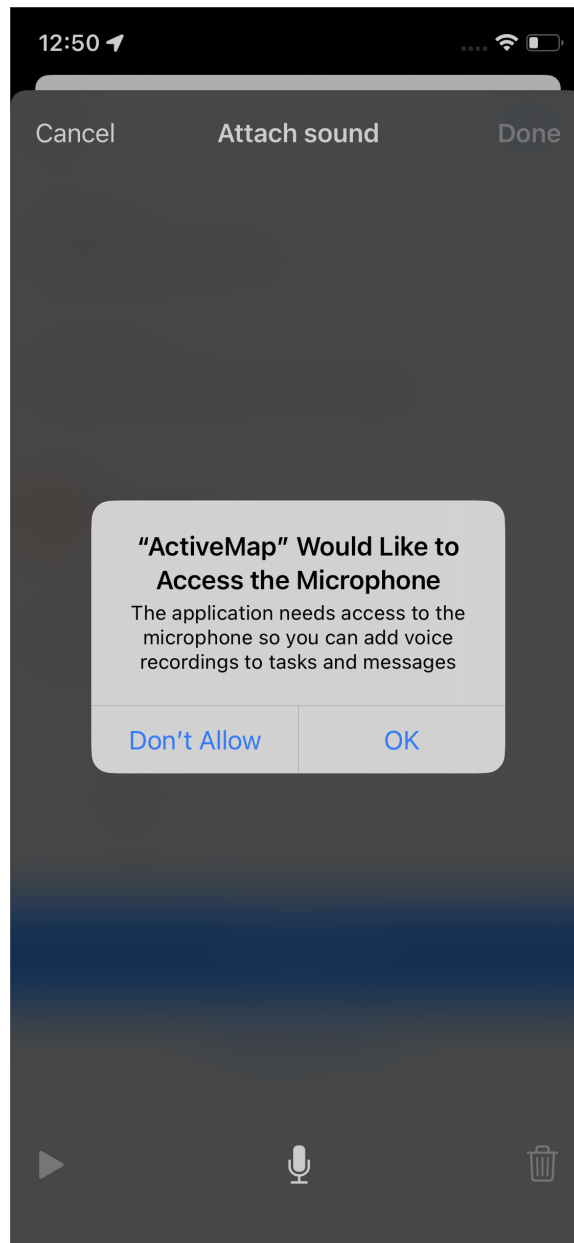 12:50
Cancel Attach sound Done
“ActiveMap” Would Like to
Access the Microphone
The application needs access to the
microphone so you can add voice
recordings to tasks and messages
Don’t Allow OK